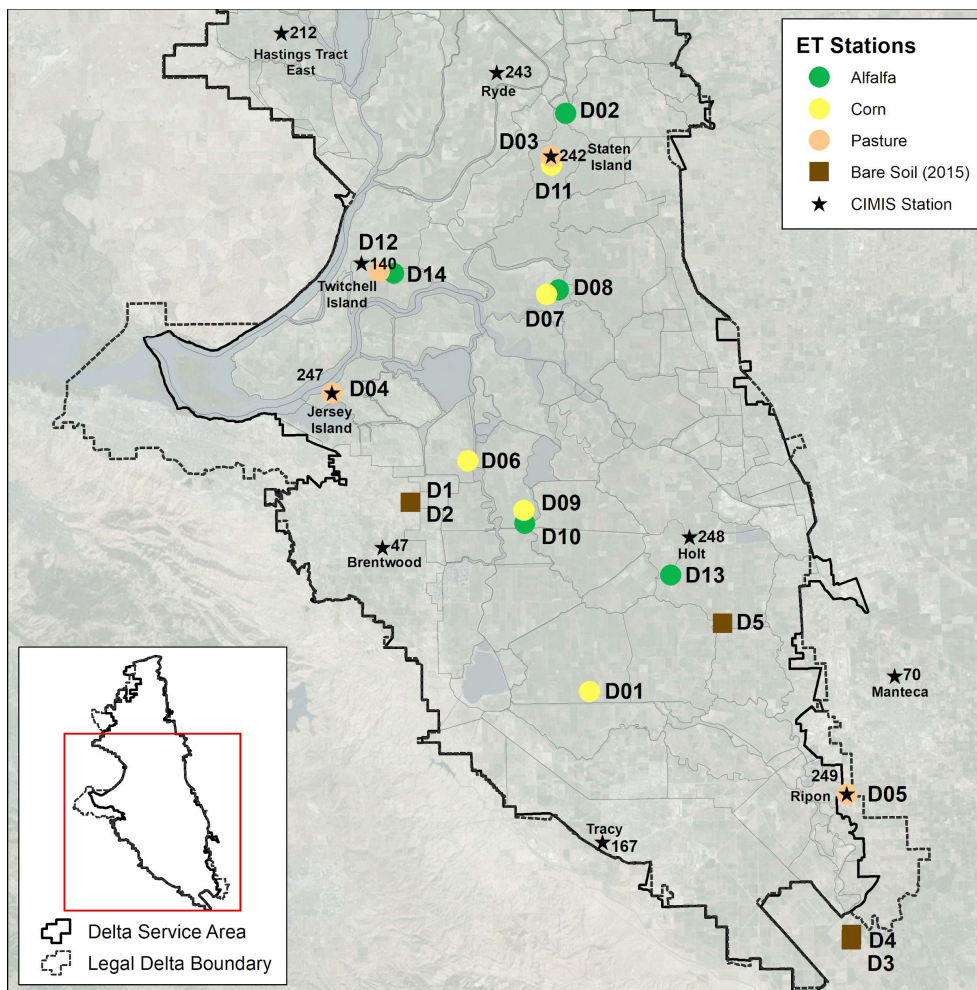 212
Hastings Tract
East
243
Ryde
D02
D03
242
Staten
Island
D11
D12
140
D14
Twitchell
Island
D08
D07
247
D04
Jersey
Island
D06
D1
D2
D09
D10
47
Brentwood
248
Holt
D13
D5
D01
70
Manteca
249
Ripon
D05
Tracy
167
D4
D3
ET Stations
Alfalfa
Corn
Pasture
Bare Soil (2015)
CIMIS Station
Delta Service Area
Legal Delta Boundary